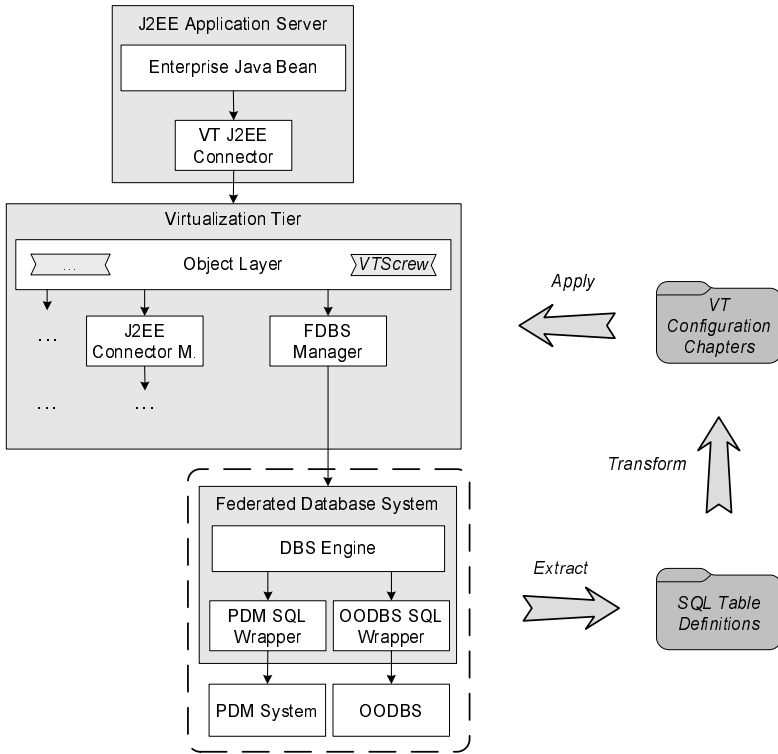 J2EE Application Server
Enterprise Java Bean
VT J2EE
Connector
Virtualization Tier
...
Object Layer
VTScrew
...
J2EE
Connector M.
FDBS
Manager
...
...
Apply
VT
Configuration
Chapters
Transform
Federated Database System
DBS Engine
PDM SQL
Wrapper
OODBS SQL
Wrapper
PDM System
OODBS
Extract
SQL Table
Definitions